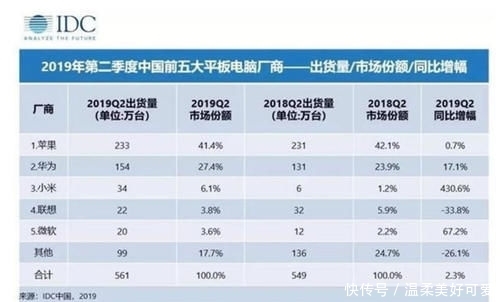 IDC
ANALYZE THE FUTURE
2019年第二季度中国前五大平板电脑厂商——出货量/市场份额/同比增幅
厂商 2019Q2出货量 (单位:万台) 2019Q2 市场份额 2018Q2出货量 (单位:万台) 2018Q2 市场份额 2019Q2 同比增幅
1.苹果 233 41.4% 231 42.1% 0.7%
2.华为 154 27.4% 131 23.9% 17.1%
3.小米 34 6.1% 6 1.2% 430.6%
4.联想 22 3.8% 32 5.9% -33.8%
5.微软 20 3.6% 12 2.2% 67.2%
其他 99 17.7% 136 24.7% -26.1%
合计 561 100.0% 549 100.0% 2.3%
来源: IDC中国, 2019
快传号/温柔美好可爱